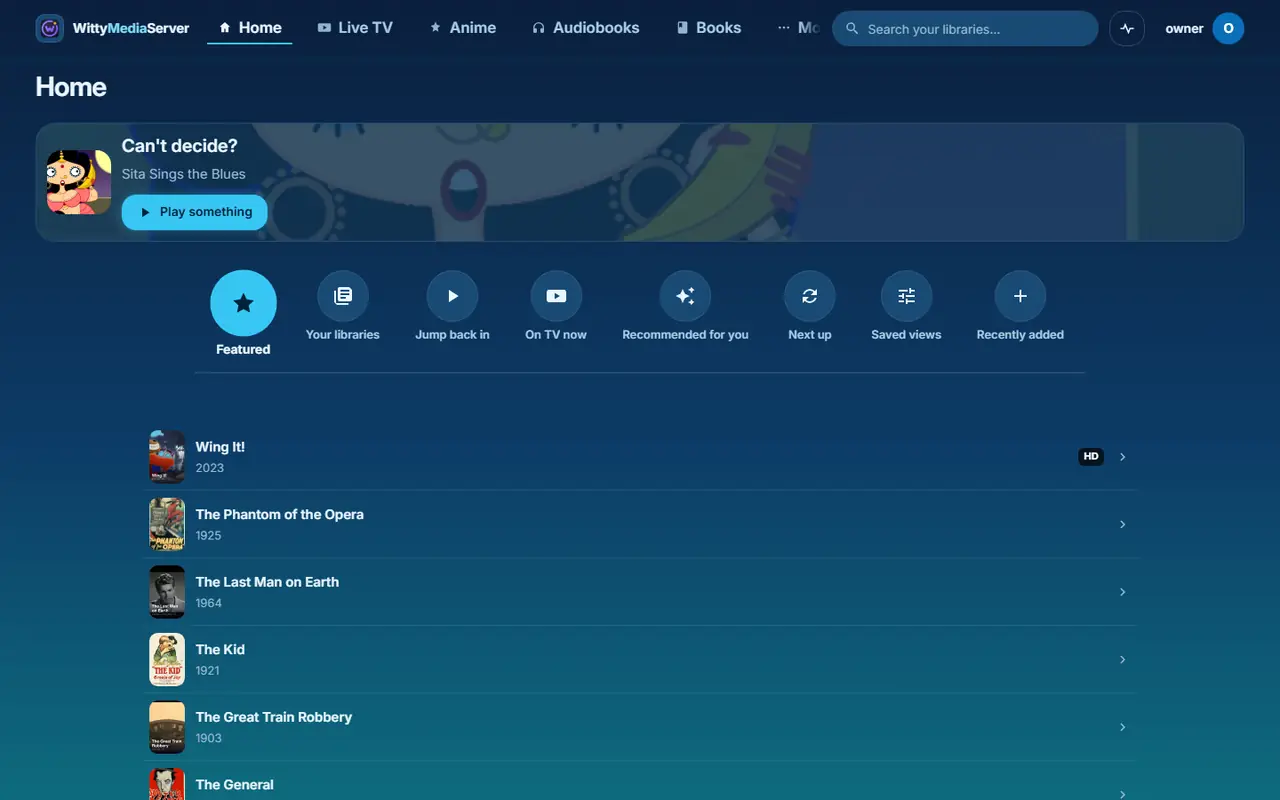 WittyMediaServer
Home
Live TV
Anime
Audiobooks
Books
Mo
Search your libraries...
owner
O
Home
Can't decide?
Sita Sings the Blues
Play something
Featured
Your libraries
Jump back in
On TV now
Recommended for you
Next up
Saved views
Recently added
Wing It!
2023
HD
The Phantom of the Opera
1925
The Last Man on Earth
1964
The Kid
1921
THE KID
The Great Train Robbery
1903
The General